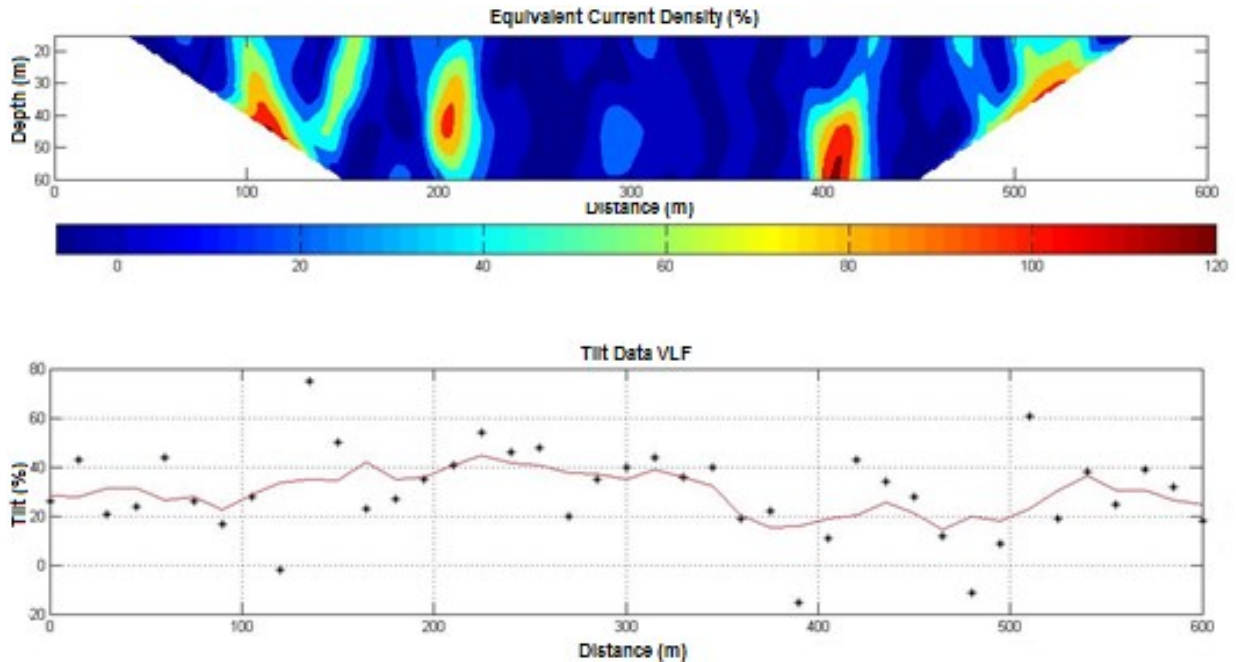 Equivalent Current Density (%)
Depth (m)
20
30
40
50
60
0 100 200 300 400 500 600
Distance (m)
0 20 40 60 80 100 120
Tilt Data VLF
Tilt (%)
80
60
40
20
0
20
0 100 200 300 400 500 600
Distance (m)